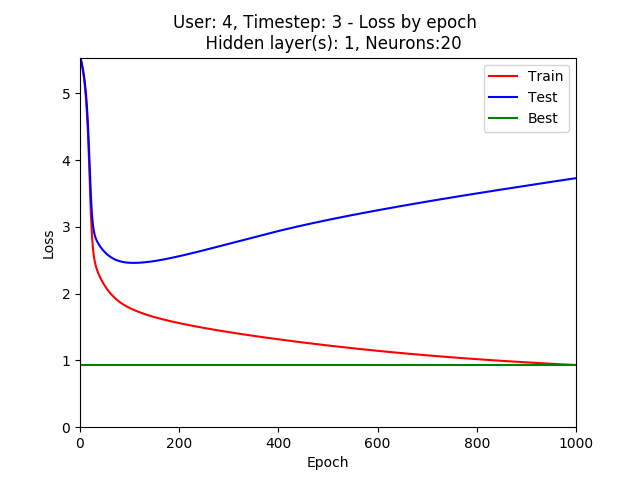 User: 4, Timestep: 3 - Loss by epoch
Hidden layer(s): 1, Neurons:20
Train
Test
Best
5
4
3
2
1
0
Loss
0 200 400 600 800 1000
Epoch